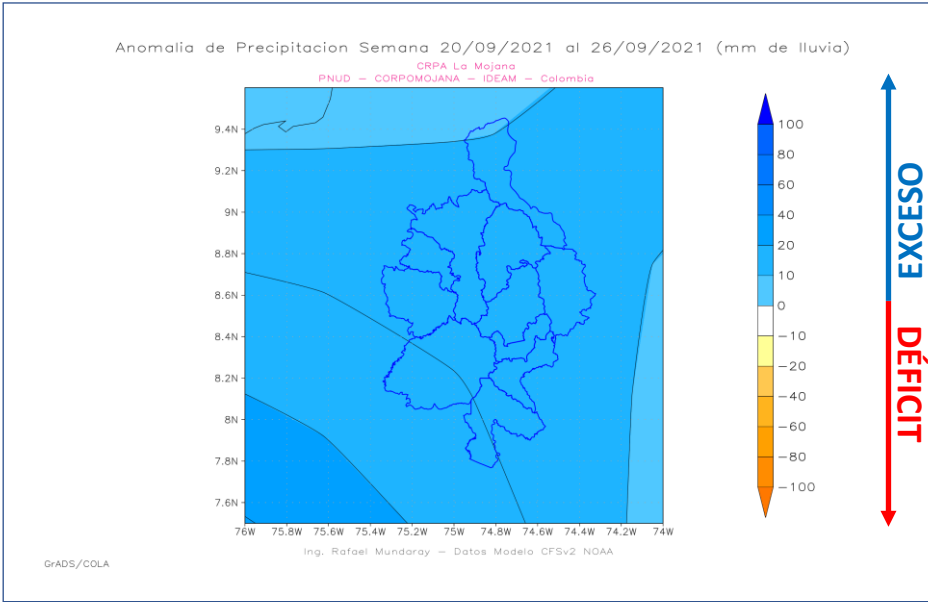 Anomalia de Precipitacion Semana 20/09/2021 al 26/09/2021 (mm de lluvia)
CRPA La Mojana
PNUD – CORPOMOJANA – IDEAM – Colombia
9.4N
9.2N
9N
8.8N
8.6N
8.4N
8.2N
8N
7.8N
7.6N
76W 75.8W 75.6W 75.4W 75.2W 75W 74.8W 74.6W 74.4W 74.2W 74W
100
80
60
40
20
10
0
−10
−20
−40
−60
−80
−100
EXCESO
DÉFICIT
Ing. Rafael Mundaray – Datos Modelo CFSv2 NOAA
GrADS/COLA